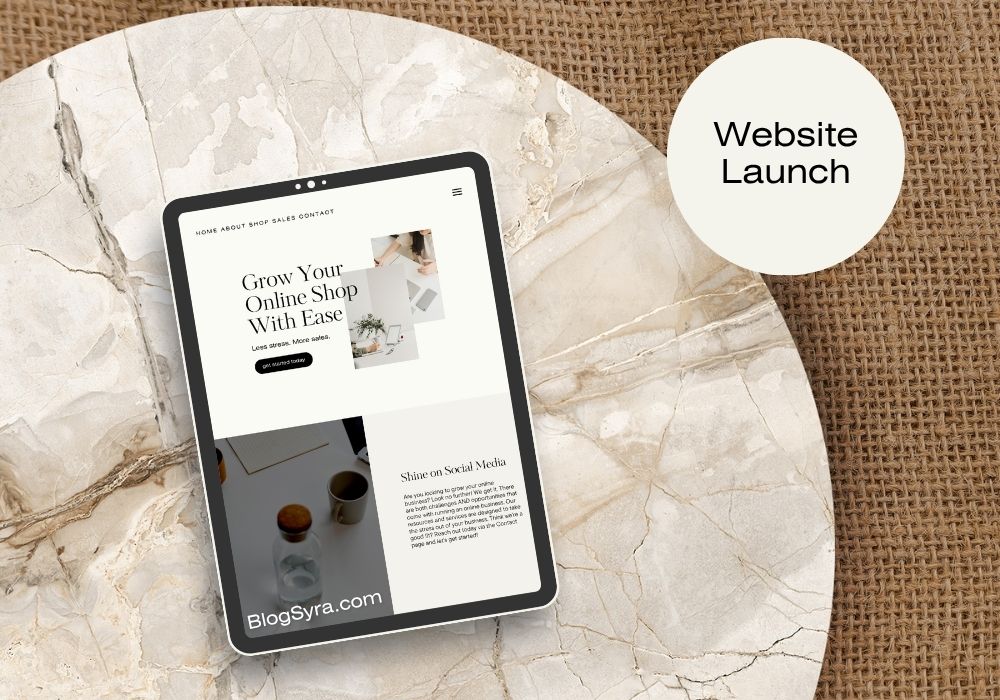 Website
Launch
HOME ABOUT SHOP SALES CONTACT
Grow Your
Online Shop
With Ease
Less stress. More sales.
get started today
Shine on Social Media
Are you looking to grow your online
business? Look no further! We get it. There
are both challenges AND opportunities that
come with running an online business. Our
resources and services are designed to take
the stress out of your business. Think we're a
good fit? Reach out today via the Contact
page and let's get started!
BlogSyra.com